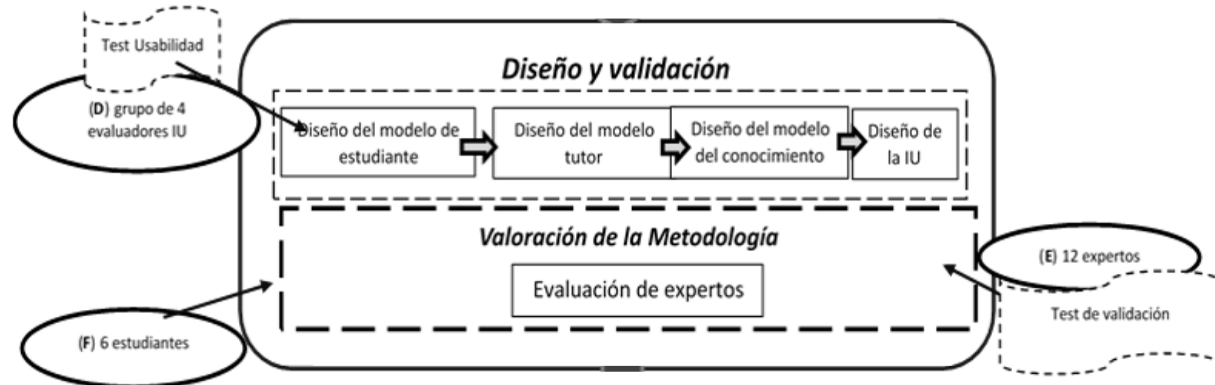 Test Usabilidad
(D) grupo de 4
evaluadores IU
Diseño y validación
Diseño del modelo de
estudiante
Diseño del modelo
tutor
Diseño del modelo
del conocimiento
Diseño de
la IU
Valoración de la Metodología
Evaluación de expertos
(E) 12 expertos
Test de validación
(F) 6 estudiantes